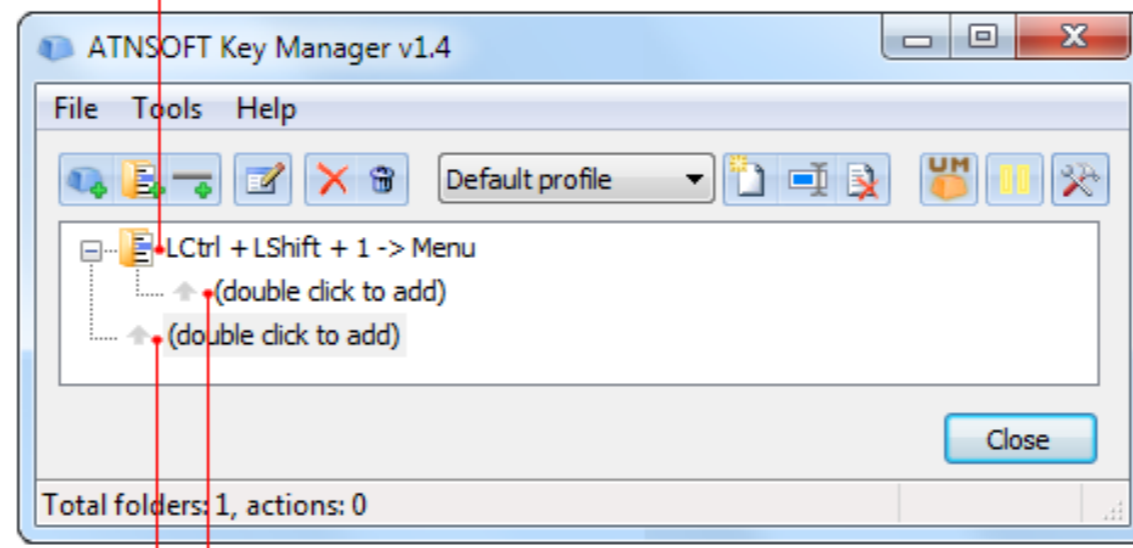 ATNSOFT Key Manager v1.4
File Tools Help
Default profile UM
LCtrl + LShift + 1 -> Menu
(double click to add)
(double click to add)
Close
Total folders: 1, actions: 0